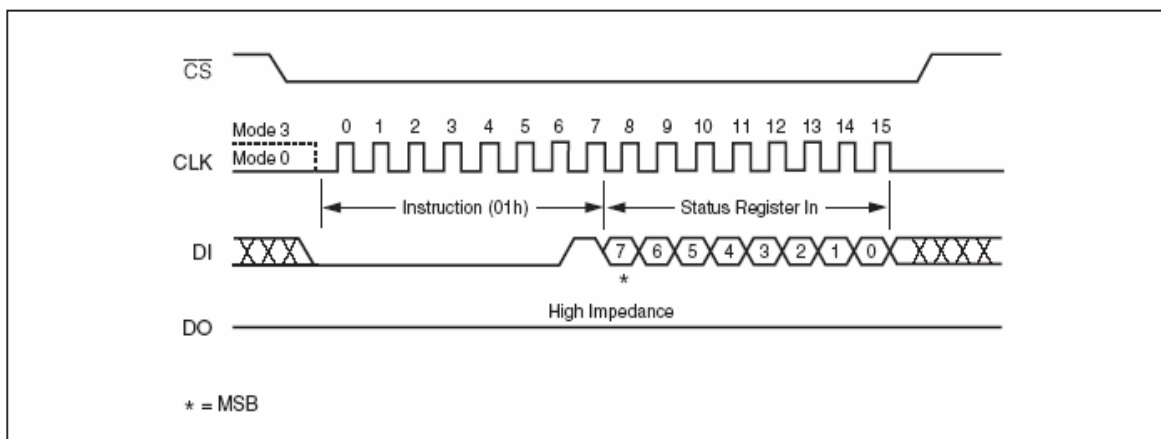 C̅S̅
Mode 3
0 1 2 3 4 5 6 7 8 9 10 11 12 13 14 15
CLK
Mode 0
Instruction (01h)
Status Register In
DI
7 6 5 4 3 2 1 0
*
High Impedance
DO
* = MSB